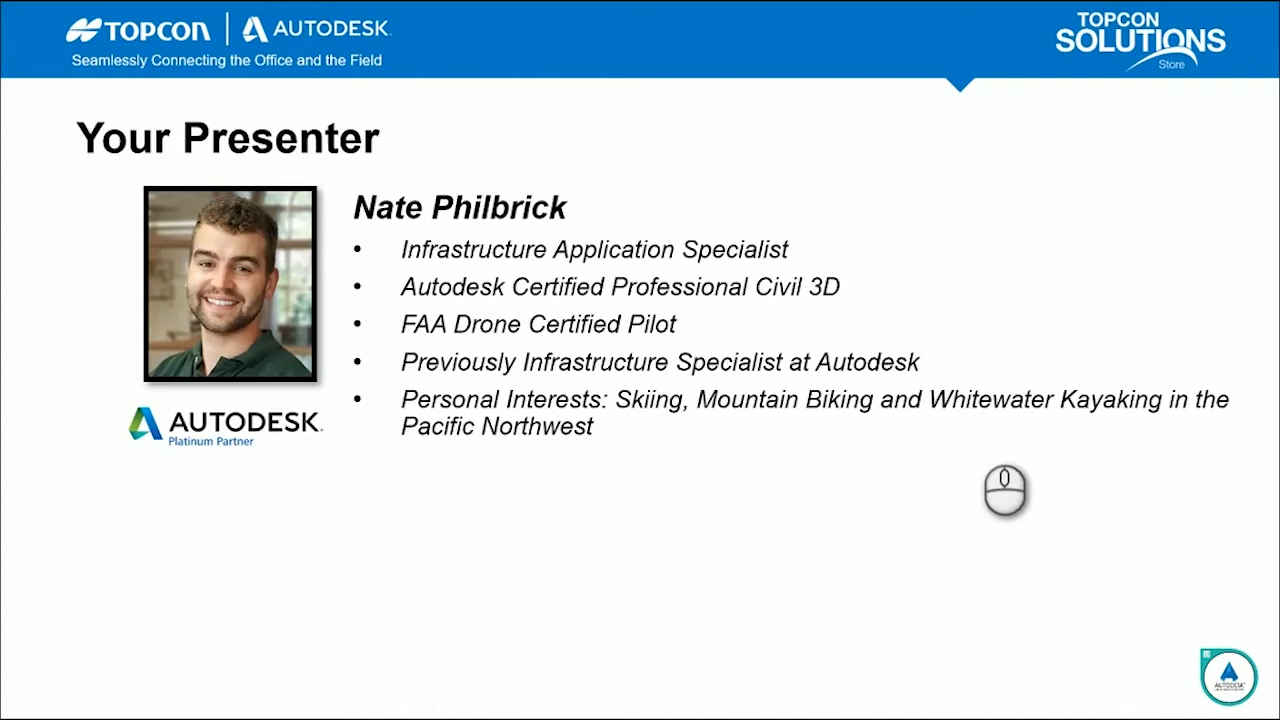 TOPCON | AUTODESK
TOPCON
SOLUTIONS
Store
Seamlessly Connecting the Office and the Field
Your Presenter
Nate Philbrick
• Infrastructure Application Specialist
• Autodesk Certified Professional Civil 3D
• FAA Drone Certified Pilot
• Previously Infrastructure Specialist at Autodesk
• Personal Interests: Skiing, Mountain Biking and Whitewater Kayaking in the
Pacific Northwest
AUTODESK
Platinum Partner
AUTODESK